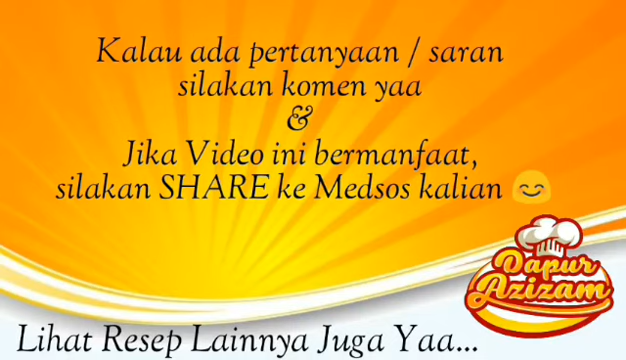 Kalau ada pertanyaan / saran
silakan komen yaa
&
Jika Video ini bermanfaat,
silakan SHARE ke Medsos kalian 😊
Dapur
Azizam
Lihat Resep Lainnya Juga Yaa...